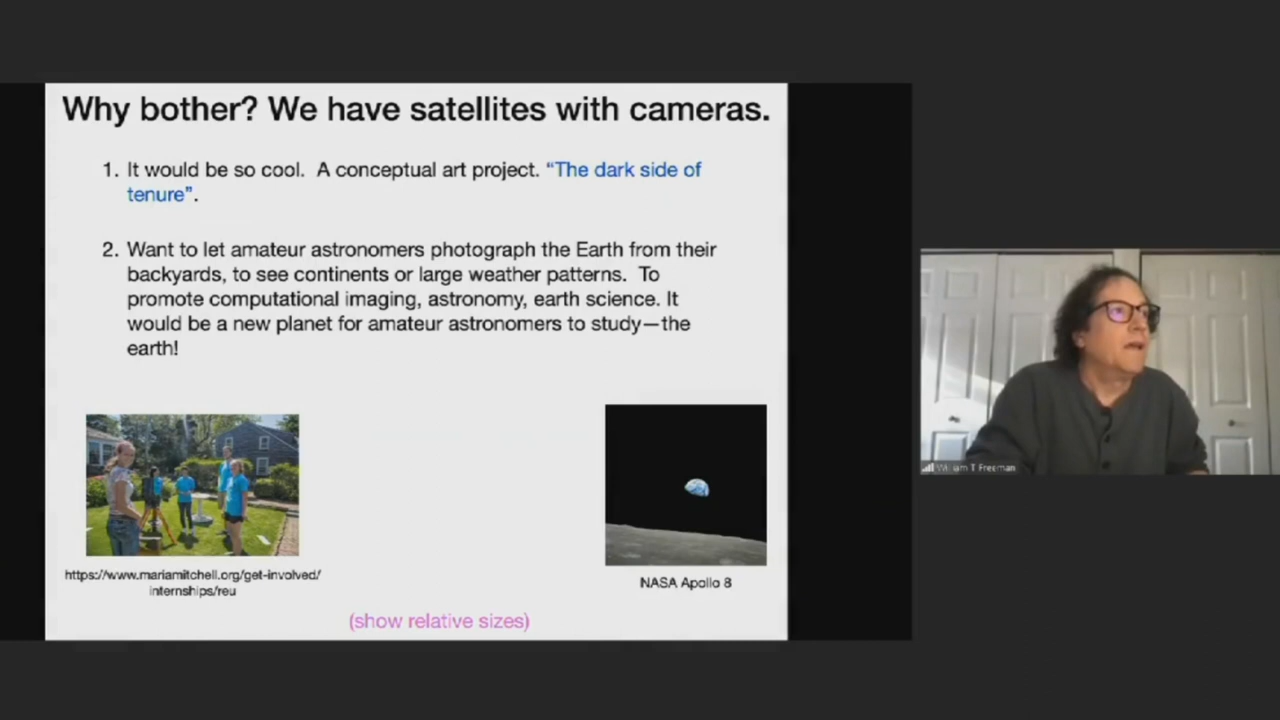 Why bother? We have satellites with cameras.
1. It would be so cool.  A conceptual art project. “The dark side of
tenure”.
2. Want to let amateur astronomers photograph the Earth from their
backyards, to see continents or large weather patterns.  To
promote computational imaging, astronomy, earth science. It
would be a new planet for amateur astronomers to study—the
earth!
https://www.mariamitchell.org/get-involved/
internships/reu
NASA Apollo 8
(show relative sizes)
William T Freeman